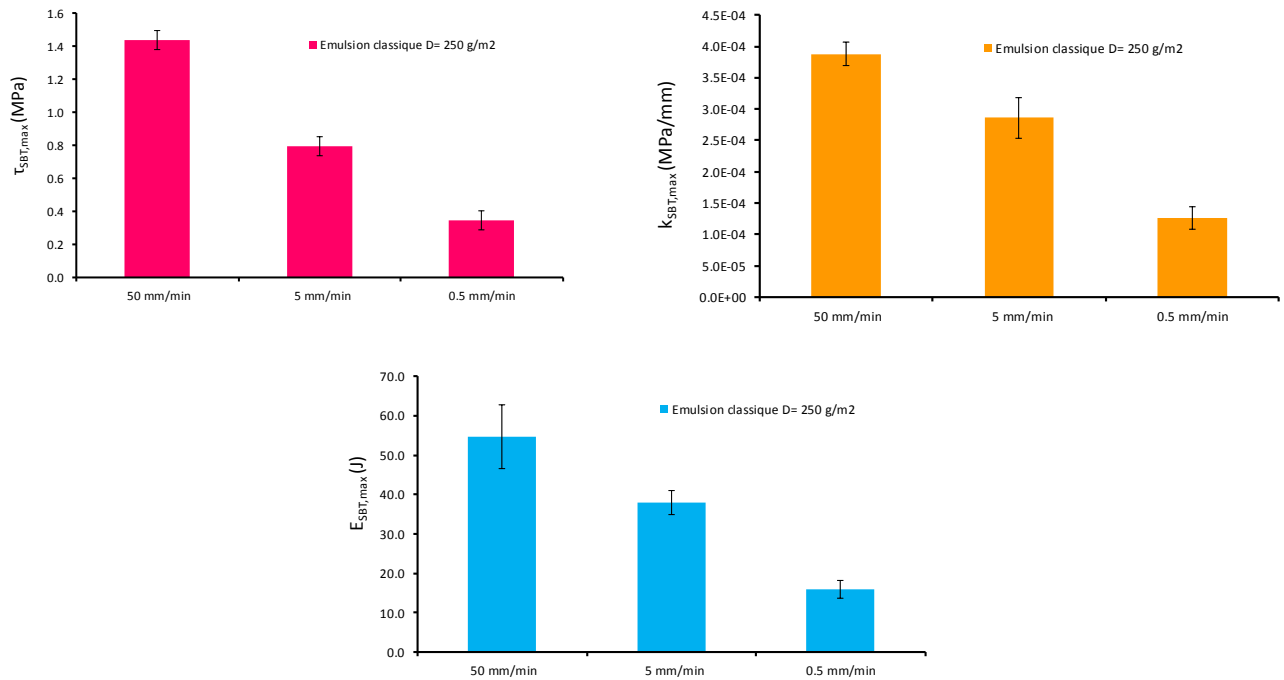 1.6
1.4
1.2
1.0
0.8
0.6
0.4
0.2
0.0
τSBT,max (MPa)
Emulsion classique D= 250 g/m2
50 mm/min
5 mm/min
0.5 mm/min
4.5E-04
4.0E-04
3.5E-04
3.0E-04
2.5E-04
2.0E-04
1.5E-04
1.0E-04
5.0E-05
0.0E+00
kSBT,max (MPa/mm)
Emulsion classique D= 250 g/m2
50 mm/min
5 mm/min
0.5 mm/min
70.0
60.0
50.0
40.0
30.0
20.0
10.0
0.0
ESBT,max (J)
Emulsion classique D= 250 g/m2
50 mm/min
5 mm/min
0.5 mm/min